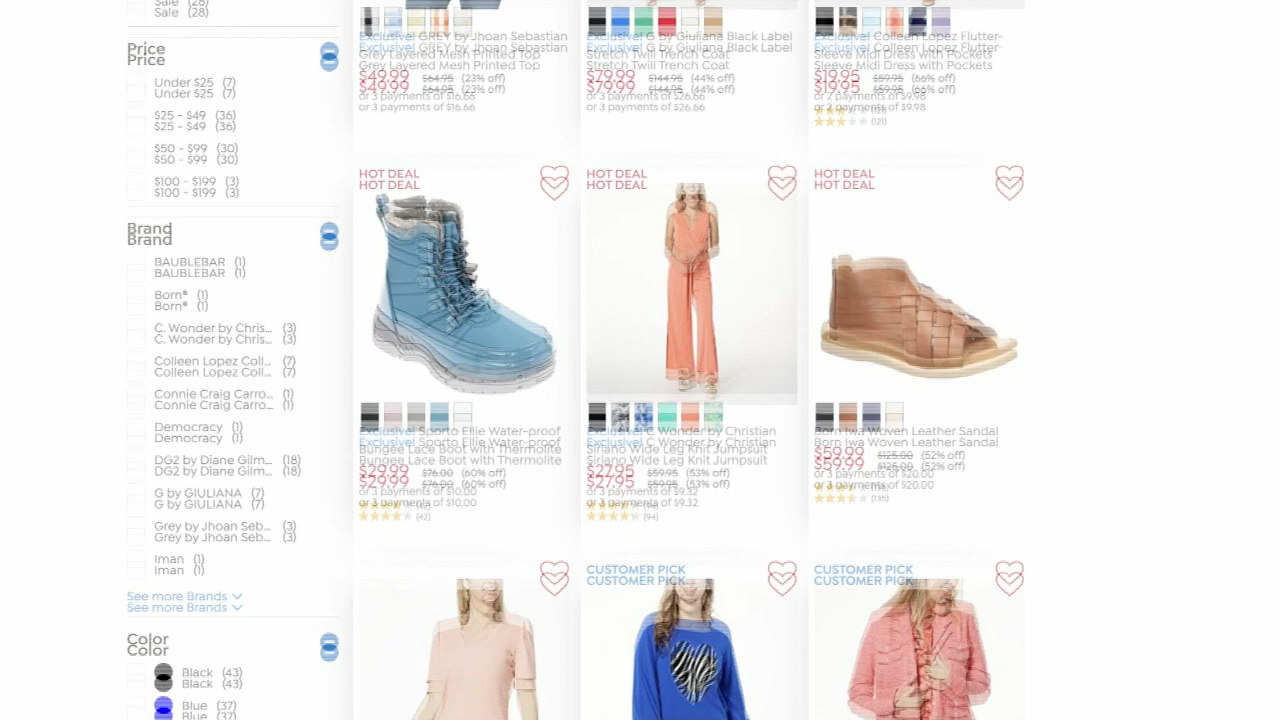 Sale (28)
Price
Under $25 (7)
$25 - $49 (36)
$50 - $99 (30)
$100 - $199 (3)
Brand
BAUBLEBAR (1)
Born® (1)
C. Wonder by Chris... (3)
Colleen Lopez Coll... (7)
Connie Craig Carro... (1)
Democracy (1)
DG2 by Diane Gilm... (18)
G by GIULIANA (7)
Grey by Jhoan Seb... (3)
Iman (1)
See more Brands
Color
Black (43)
Blue (37)
Exclusive! GREY by Jhoan Sebastian
Grey Layered Mesh Printed Top
$49.99 $64.95 (23% off)
or 3 payments of $16.66
Exclusive! G by Giuliana Black Label
Stretch Twill Trench Coat
$79.99 $144.95 (44% off)
or 3 payments of $26.66
Exclusive! Colleen Lopez Flutter-
Sleeve Midi Dress with Pockets
$19.95 $59.95 (66% off)
or 2 payments of $9.98
(121)
HOT DEAL
Exclusive! Sporto Ellie Water-proof
Bungee Lace Boot with Thermolite
$29.99 $76.00 (60% off)
or 3 payments of $10.00
(42)
HOT DEAL
Exclusive! C Wonder by Christian
Siriano Wide Leg Knit Jumpsuit
$27.95 $59.95 (53% off)
or 3 payments of $9.32
(94)
HOT DEAL
Born Iwa Woven Leather Sandal
$59.99 $125.00 (52% off)
or 3 payments of $20.00
(135)
CUSTOMER PICK
CUSTOMER PICK